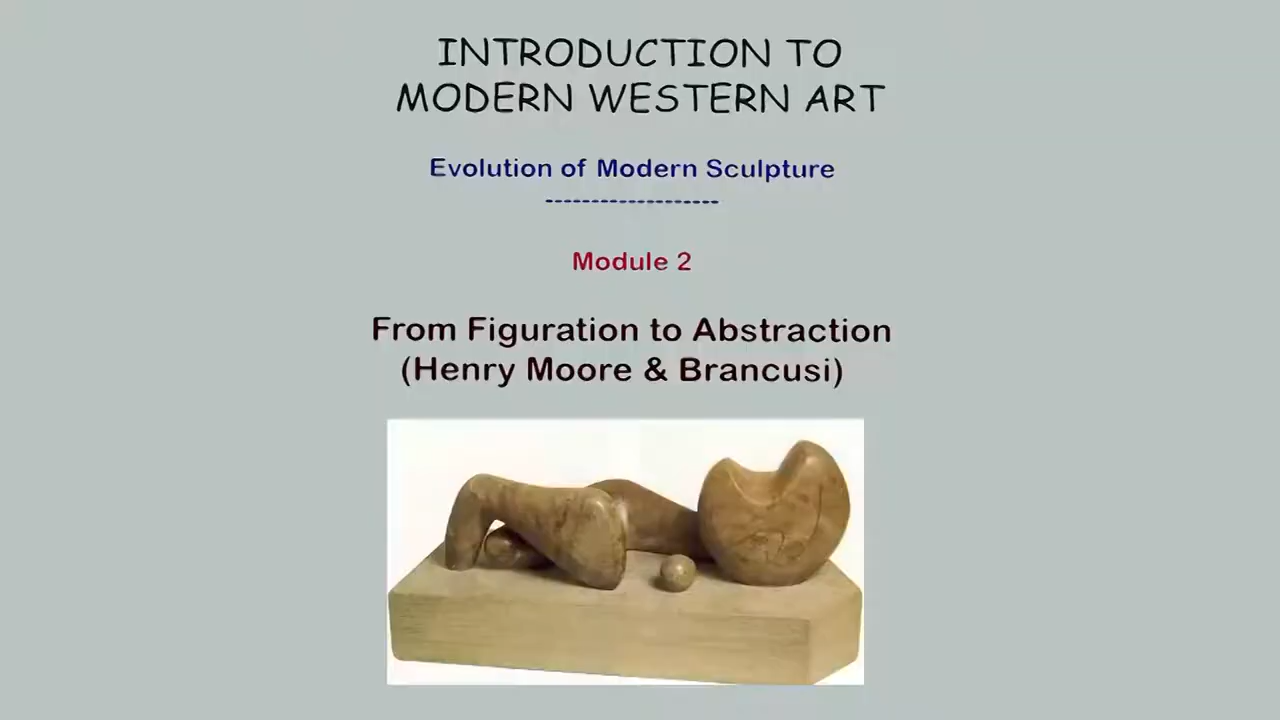 INTRODUCTION TO
MODERN WESTERN ART
Evolution of Modern Sculpture
-------------------
Module 2
From Figuration to Abstraction
(Henry Moore & Brancusi)